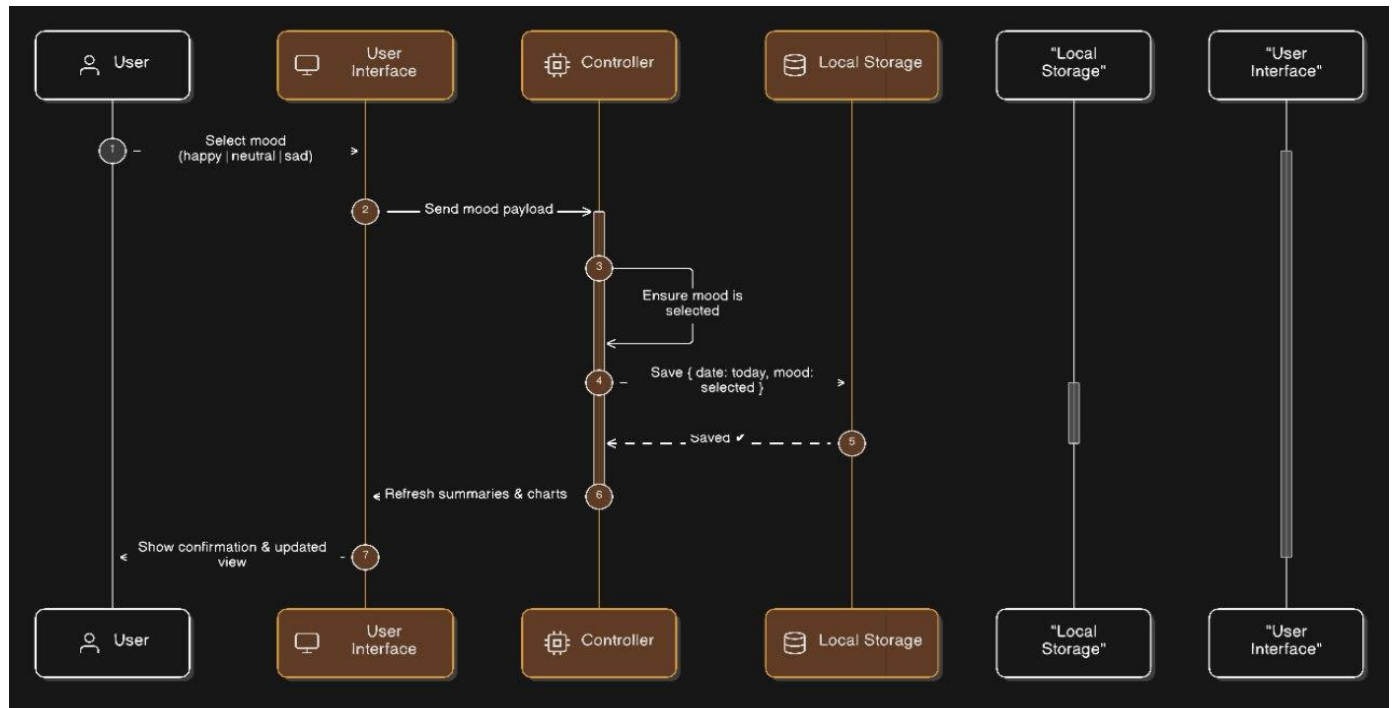 User
User
Interface
Controller
Local Storage
"Local
Storage"
"User
Interface"
1
Select mood
(happy | neutral | sad)
2
Send mood payload
3
Ensure mood is
selected
4
Save { date: today, mood:
selected }
Saved ✔
5
Refresh summaries & charts
6
Show confirmation & updated
view
7
User
User
Interface
Controller
Local Storage
"Local
Storage"
"User
Interface"